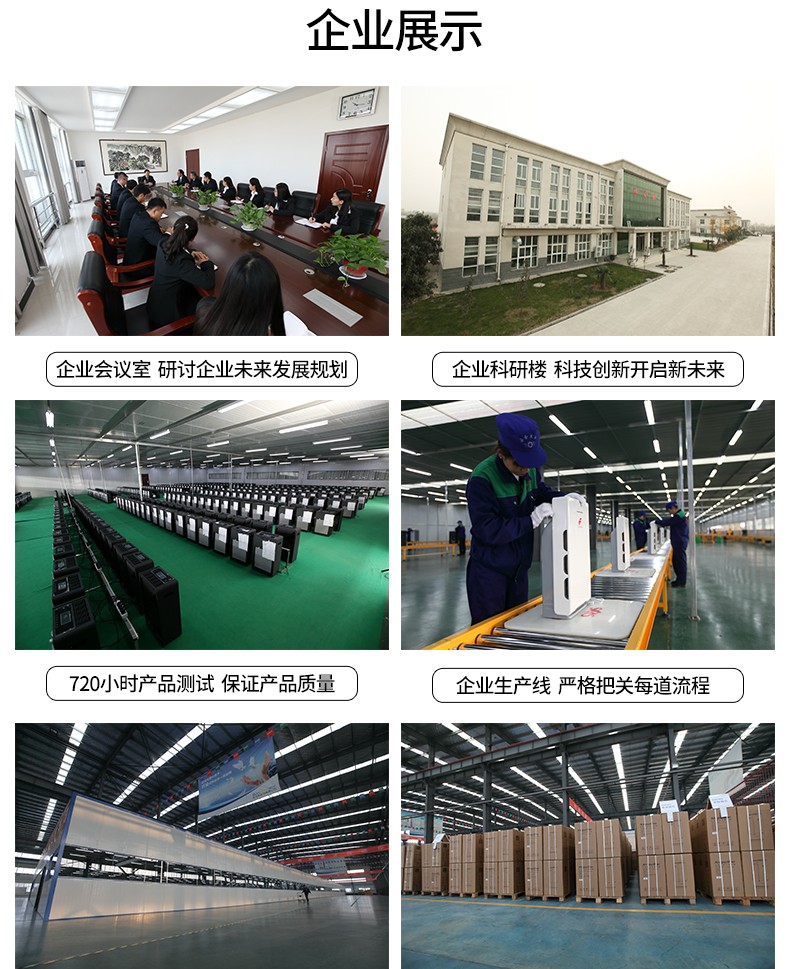 企业展示
企业会议室 研讨企业未来发展规划
企业科研楼 科技创新开启新未来
720小时产品测试 保证产品质量
企业生产线 严格把关每道流程